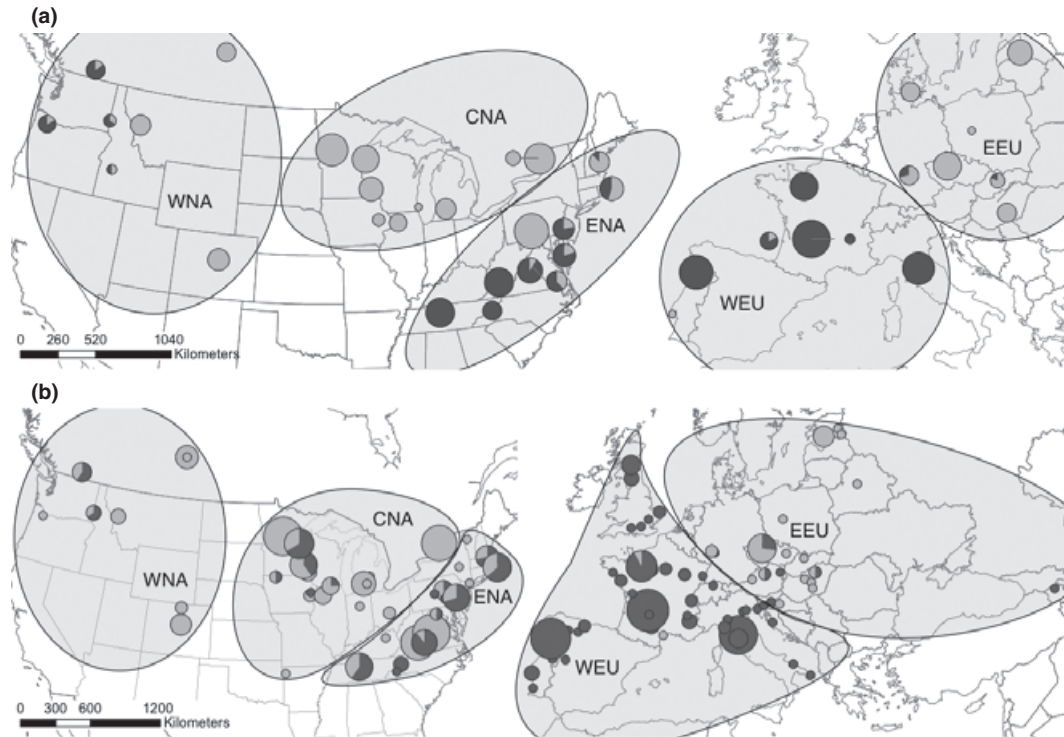 (a)
CNA
EEU
WNA
ENA
WEU
0 260 520 1040
Kilometers
(b)
CNA
EEU
WNA
ENA
WEU
0 300 600 1200
Kilometers